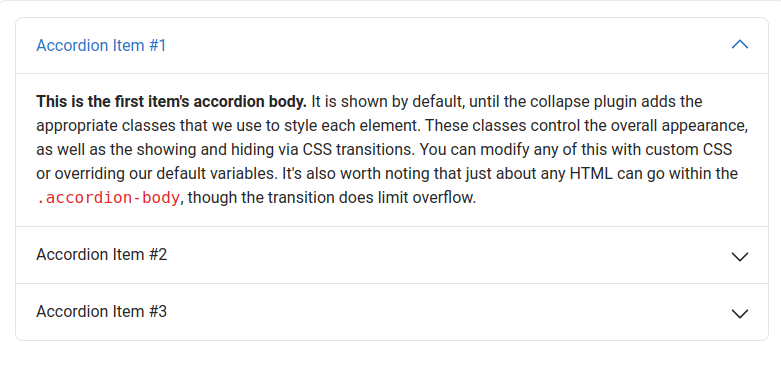 Accordion Item #1
This is the first item's accordion body. It is shown by default, until the collapse plugin adds the
appropriate classes that we use to style each element. These classes control the overall appearance,
as well as the showing and hiding via CSS transitions. You can modify any of this with custom CSS
or overriding our default variables. It's also worth noting that just about any HTML can go within the
.accordion-body, though the transition does limit overflow.
Accordion Item #2
Accordion Item #3